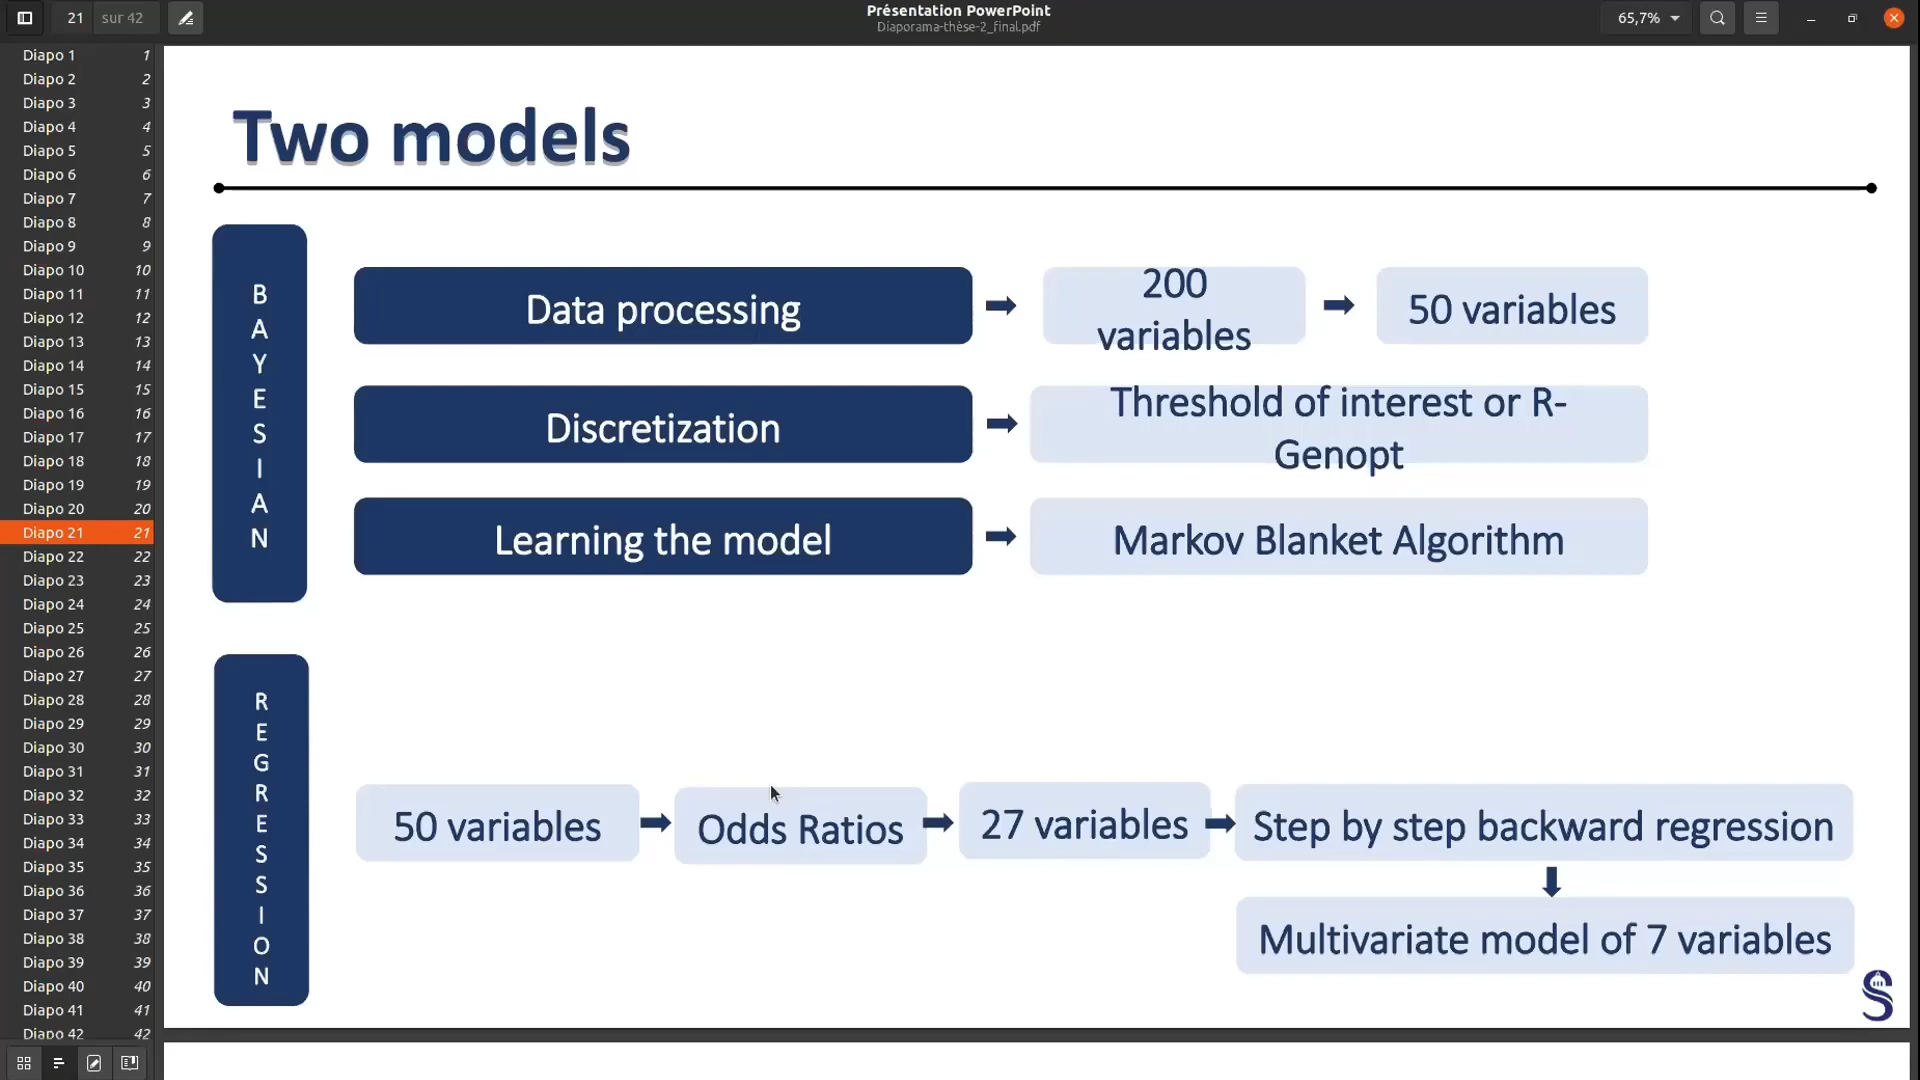 21 sur 42
Présentation PowerPoint
Diaporama-thèse-2_final.pdf
65,7%
Diapo 1 1
Diapo 2 2
Diapo 3 3
Diapo 4 4
Diapo 5 5
Diapo 6 6
Diapo 7 7
Diapo 8 8
Diapo 9 9
Diapo 10 10
Diapo 11 11
Diapo 12 12
Diapo 13 13
Diapo 14 14
Diapo 15 15
Diapo 16 16
Diapo 17 17
Diapo 18 18
Diapo 19 19
Diapo 20 20
Diapo 21 21
Diapo 22 22
Diapo 23 23
Diapo 24 24
Diapo 25 25
Diapo 26 26
Diapo 27 27
Diapo 28 28
Diapo 29 29
Diapo 30 30
Diapo 31 31
Diapo 32 32
Diapo 33 33
Diapo 34 34
Diapo 35 35
Diapo 36 36
Diapo 37 37
Diapo 38 38
Diapo 39 39
Diapo 40 40
Diapo 41 41
Diapo 42 42
Two models
BAYESIAN
Data processing
200
variables
50 variables
Discretization
Threshold of interest or R-
Genopt
Learning the model
Markov Blanket Algorithm
REGRESSION
50 variables
Odds Ratios
27 variables
Step by step backward regression
Multivariate model of 7 variables
S